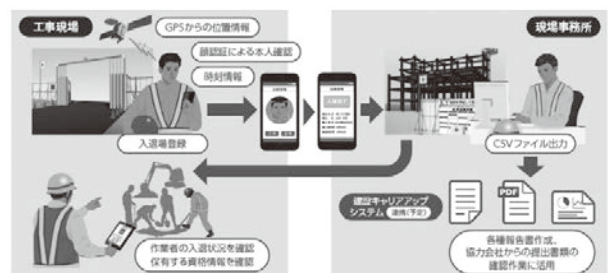 工事現場
GPSからの位置情報
顔認証による本人確認
時刻情報
入退場登録
現場事務所
CSVファイル出力
建設キャリアアップ
システム 連携(予定)
PDF
作業者の入退状況を確認
保有する資格情報を確認
各種報告書作成、
協力会社からの提出書類の
確認作業に活用